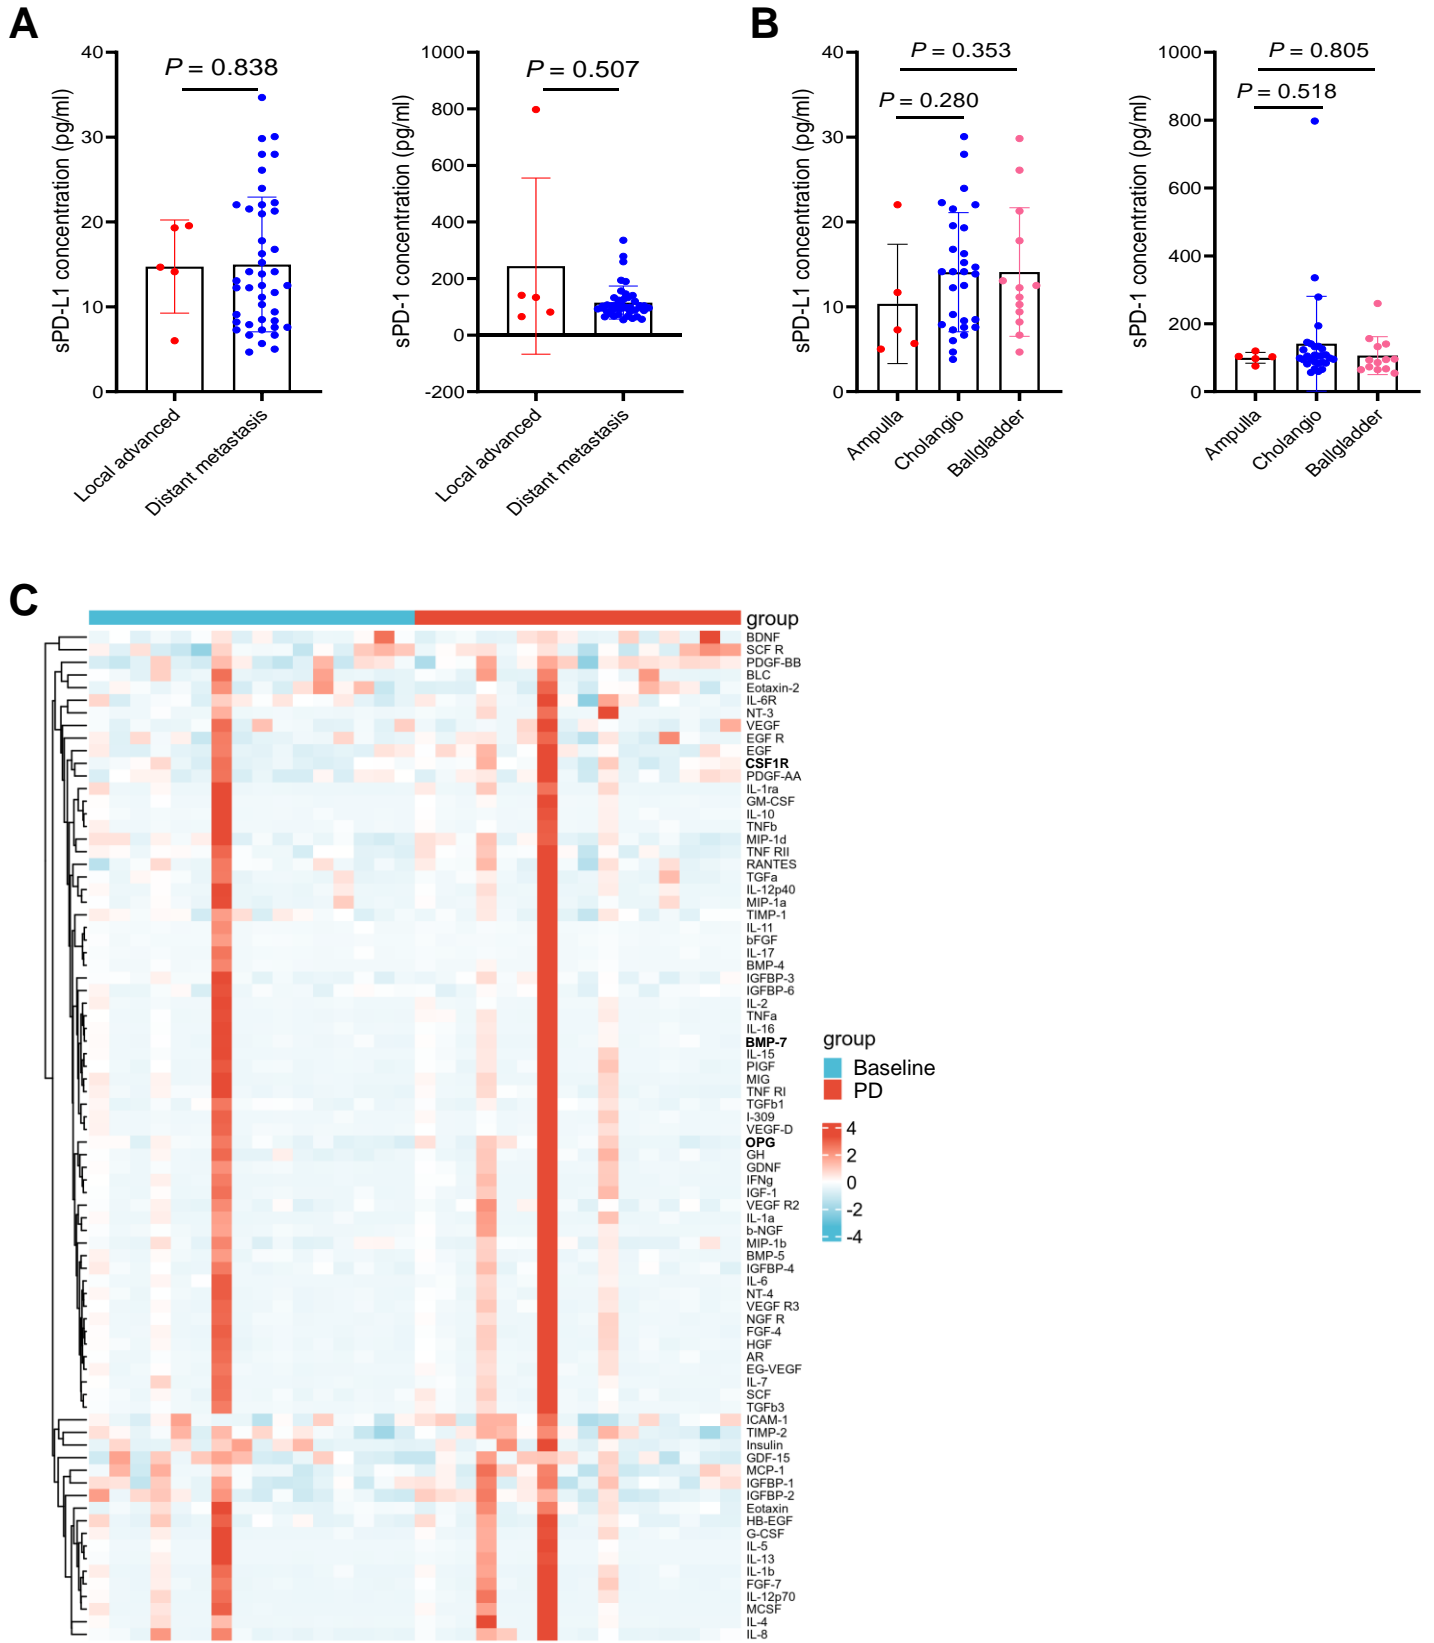 A
B
P = 0.838
P = 0.507
P = 0.353
P = 0.280
P = 0.805
P = 0.518
sPD-L1 concentration (pg/ml)
40
30
20
10
0
Local advanced
Distant metastasis
sPD-1 concentration (pg/ml)
1000
800
600
400
200
0
-200
Local advanced
Distant metastasis
sPD-L1 concentration (pg/ml)
40
30
20
10
0
Ampulla
Cholangio
Ballgladder
sPD-1 concentration (pg/ml)
1000
800
600
400
200
0
Ampulla
Cholangio
Ballgladder
C
group
BDNF
SCF R
PDGF-BB
BLC
Eotaxin-2
IL-6R
NT-3
VEGF
EGF R
EGF
CSF1R
PDGF-AA
IL-1ra
GM-CSF
IL-10
TNFb
MIP-1d
TNF RII
RANTES
TGFa
IL-12p40
MIP-1a
TIMP-1
IL-11
bFGF
IL-17
BMP-4
IGFBP-3
IGFBP-6
IL-2
TNFa
IL-16
BMP-7
IL-15
PIGF
MIG
TNF RI
TGFb1
I-309
VEGF-D
OPG
GH
GDNF
IFNg
IGF-1
VEGF R2
IL-1a
b-NGF
MIP-1b
BMP-5
IGFBP-4
IL-6
NT-4
VEGF R3
NGF R
FGF-4
HGF
AR
EG-VEGF
IL-7
SCF
TGFb3
ICAM-1
TIMP-2
Insulin
GDF-15
MCP-1
IGFBP-1
IGFBP-2
Eotaxin
HB-EGF
G-CSF
IL-5
IL-13
IL-1b
FGF-7
IL-12p70
MCSF
IL-4
IL-8
group
Baseline
PD
4
2
0
-2
-4